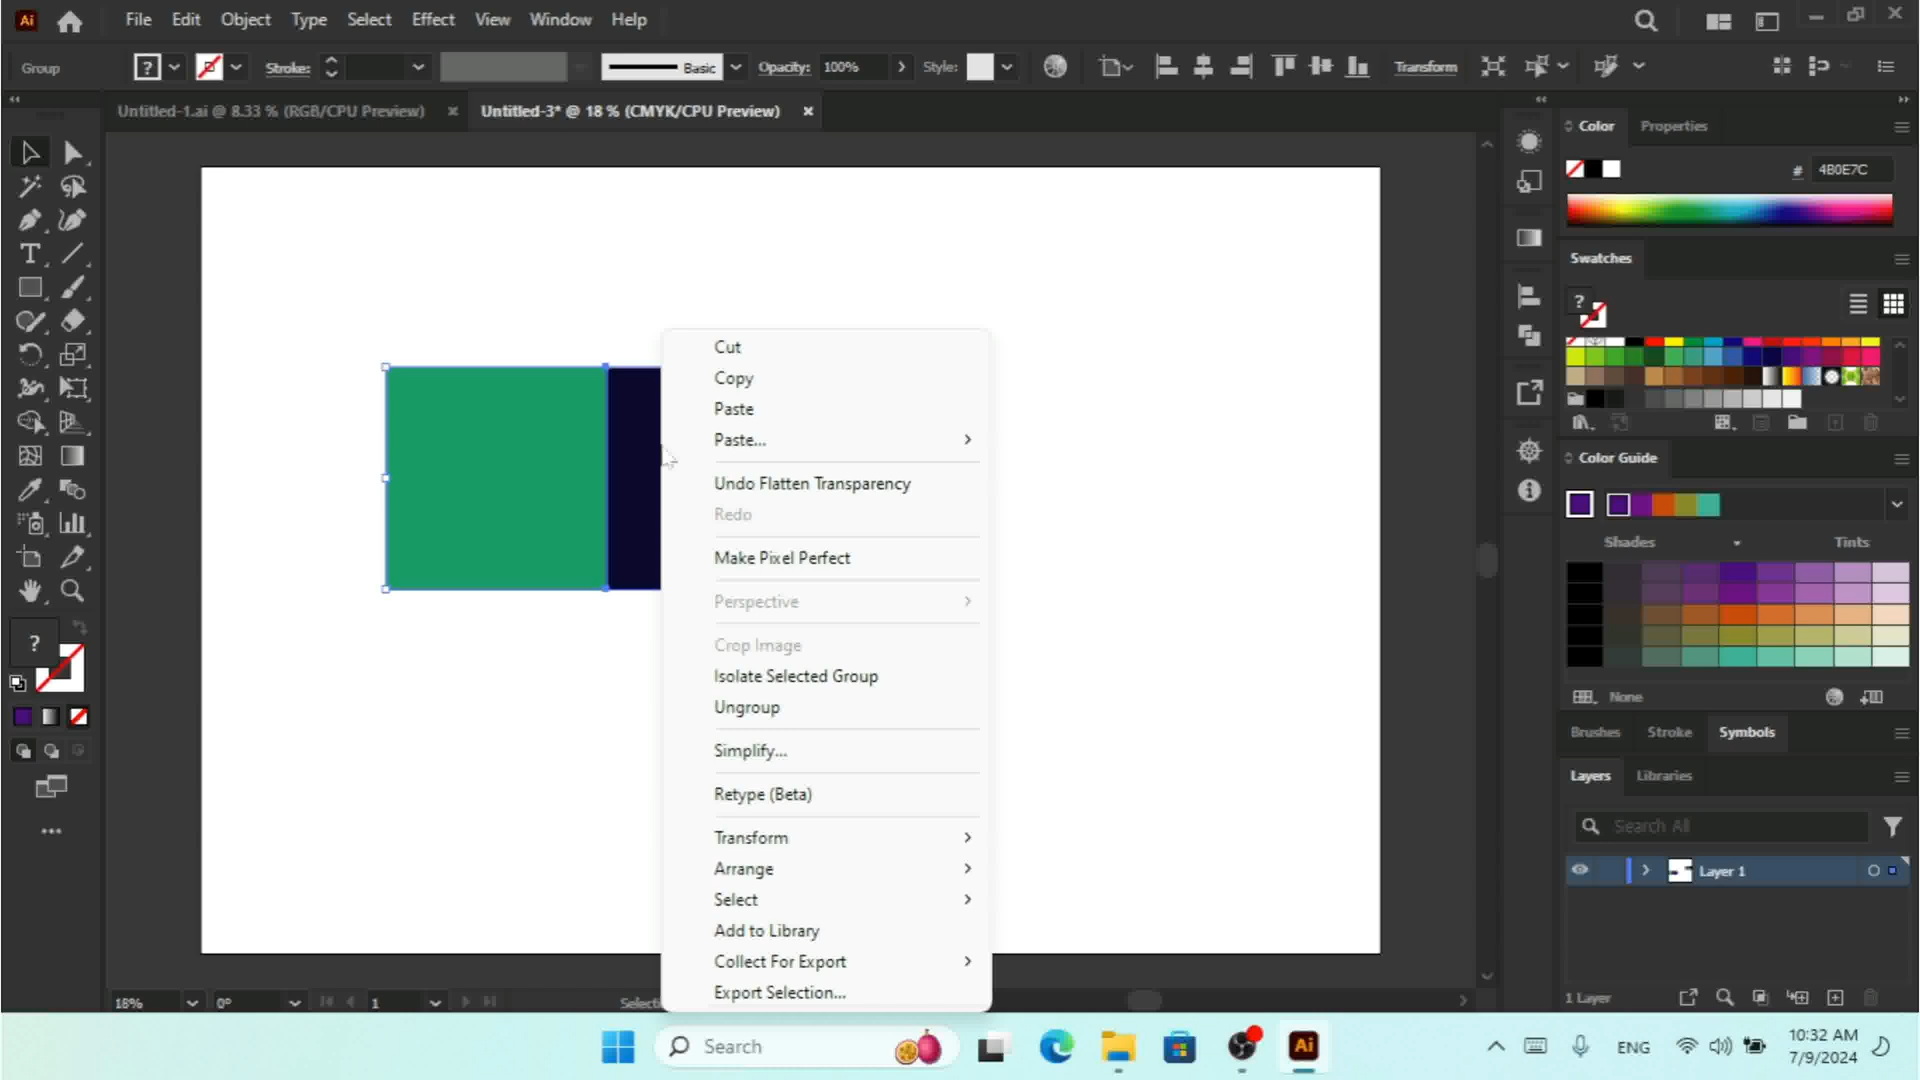 Ai File Edit Object Type Select Effect View Window Help
Group ? Stroke: Basic Opacity: 100% Style: Transform
Untitled-1.ai @ 8.33 % (RGB/CPU Preview) Untitled-3* @ 18 % (CMYK/CPU Preview)
Color Properties
# 4B0E7C
Swatches
?
Color Guide
Shades Tints
None
Brushes Stroke Symbols
Layers Libraries
Search All
Layer 1
1 Layer
T
?
Cut
Copy
Paste
Paste...
Undo Flatten Transparency
Redo
Make Pixel Perfect
Perspective
Crop Image
Isolate Selected Group
Ungroup
Simplify...
Retype (Beta)
Transform
Arrange
Select
Add to Library
Collect For Export
Export Selection...
18% 0° 1 Selecti
Search Ai ENG 10:32 AM
7/9/2024